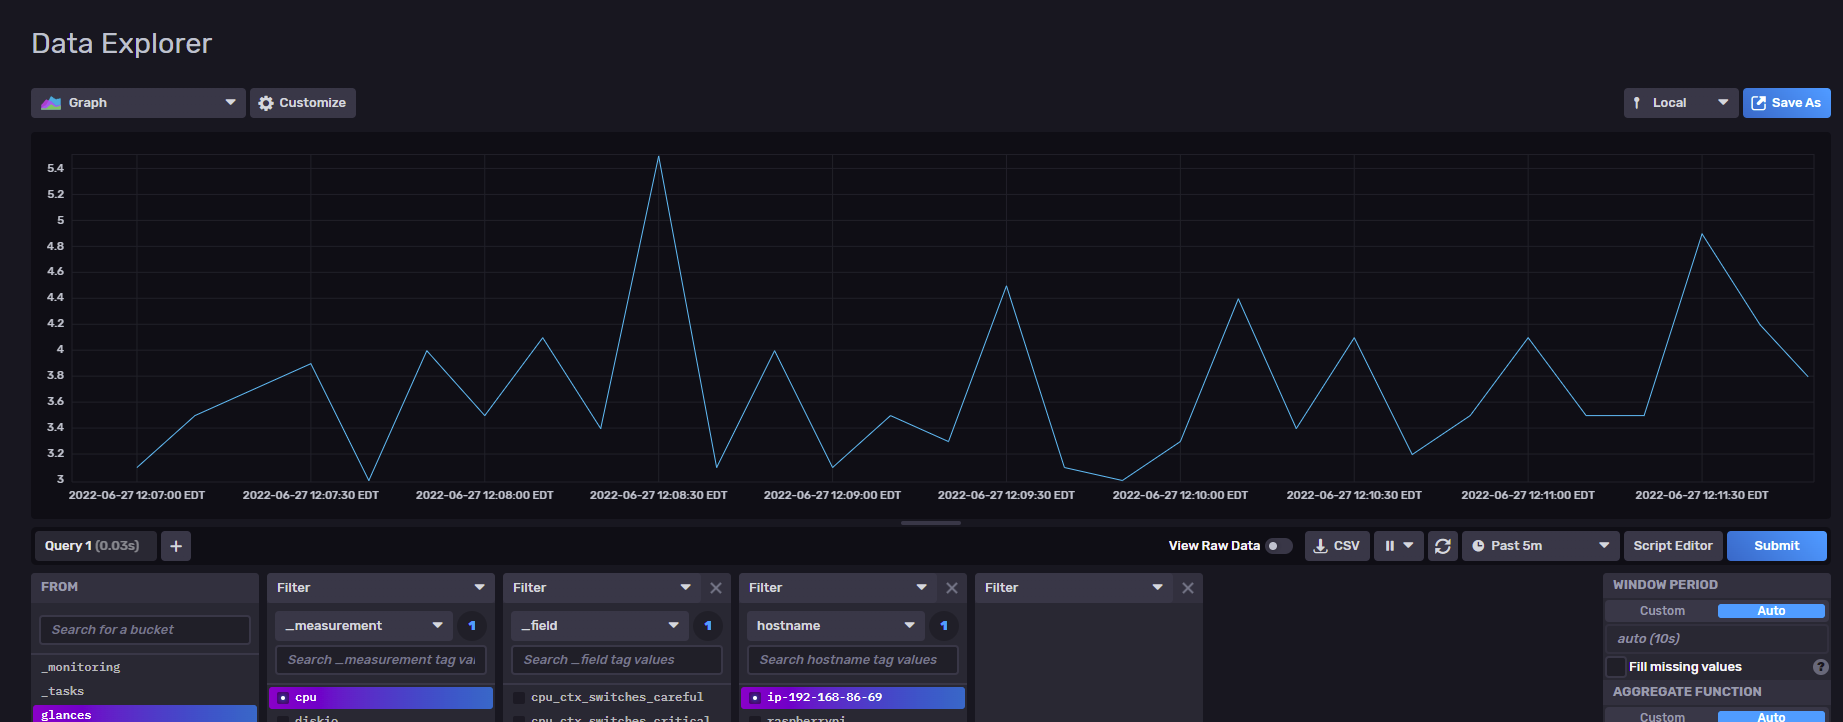 Data Explorer
Graph
Customize
Local
Save As
5.4
5.2
5
4.8
4.6
4.4
4.2
4
3.8
3.6
3.4
3.2
3
2022-06-27 12:07:00 EDT 2022-06-27 12:07:30 EDT 2022-06-27 12:08:00 EDT 2022-06-27 12:08:30 EDT 2022-06-27 12:09:00 EDT 2022-06-27 12:09:30 EDT 2022-06-27 12:10:00 EDT 2022-06-27 12:10:30 EDT 2022-06-27 12:11:00 EDT 2022-06-27 12:11:30 EDT
Query 1 (0.03s) +
View Raw Data
CSV
Past 5m
Script Editor
Submit
FROM
Search for a bucket
_monitoring
_tasks
glances
Filter
_measurement 1
Search _measurement tag val
cpu
diskio
Filter
_field 1
Search _field tag values
cpu_ctx_switches_careful
cpu_ctx_switches_critical
Filter
hostname 1
Search hostname tag values
ip-192-168-86-69
raspberrypi
Filter
WINDOW PERIOD
Custom Auto
auto (10s)
Fill missing values ?
AGGREGATE FUNCTION
Custom Auto